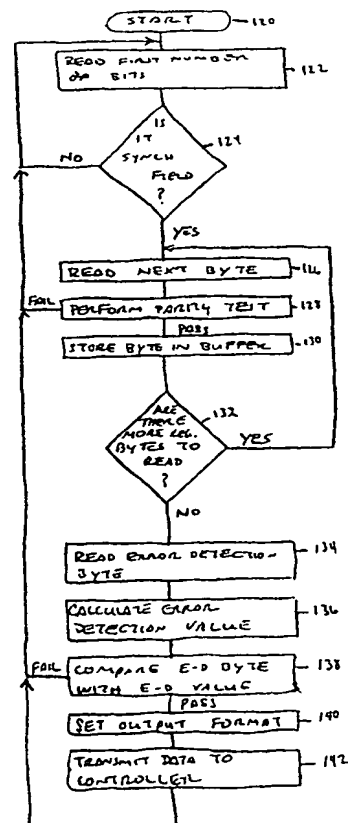 START 120
READ FIRST NUMBER
OF BITS 122
IS
IT
SYNCH
FIELD
? 124
NO
YES
READ NEXT BYTE 126
FAIL
PERFORM PARITY TEST 128
PASS
STORE BYTE IN BUFFER 130
ARE
THERE
MORE REG.
BYTES TO
READ
? 132
YES
NO
READ ERROR DETECTION
BYTE 134
CALCULATE ERROR
DETECTION VALUE 136
FAIL
COMPARE E-D BYTE
WITH E-D VALUE 138
PASS
SET OUTPUT FORMAT 140
TRANSMIT DATA TO
CONTROLLER 142